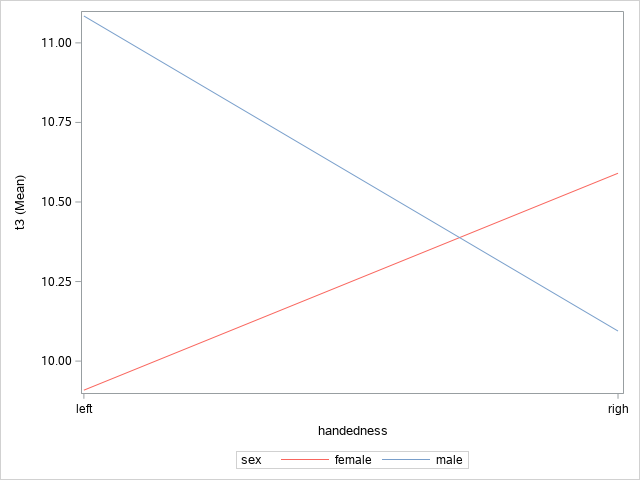 11.00
10.75
10.50
10.25
10.00
t3 (Mean)
left righ
handedness
sex female male